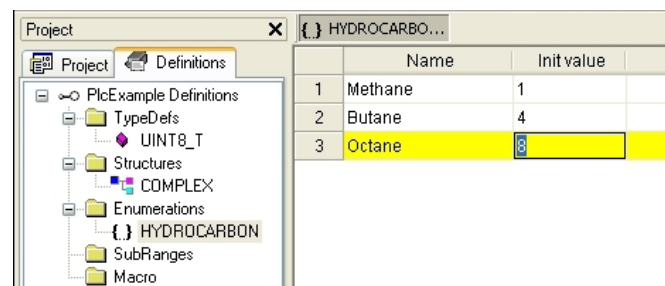 Project
Project Definitions
PlcExample Definitions
TypeDefs
UINT8_T
Structures
COMPLEX
Enumerations
{ } HYDROCARBON
SubRanges
Macro
{ } HYDROCARBO...
Name Init value
1 Methane 1
2 Butane 4
3 Octane 8